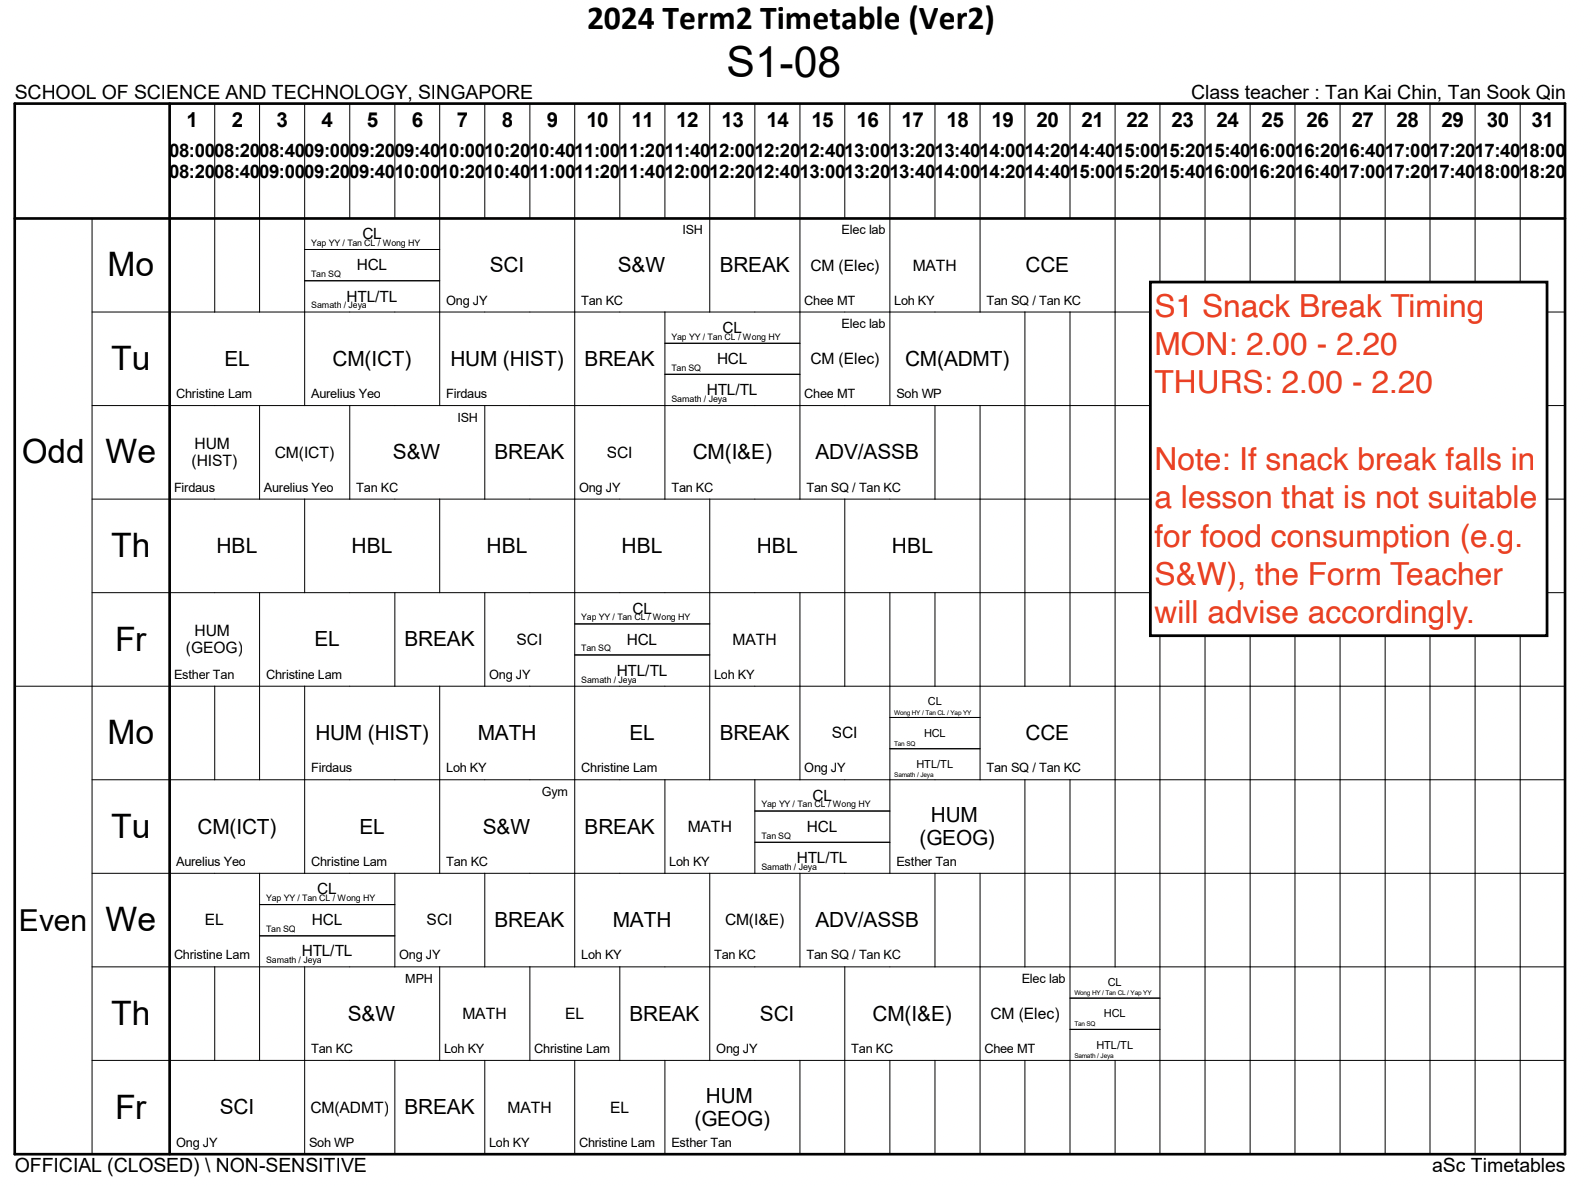 2024 Term2 Timetable (Ver2)
S1-08
SCHOOL OF SCIENCE AND TECHNOLOGY, SINGAPORE
Class teacher : Tan Kai Chin, Tan Sook Qin
1 2 3 4 5 6 7 8 9 10 11 12 13 14 15 16 17 18 19 20 21 22 23 24 25 26 27 28 29 30 31
08:00 08:20 08:40 09:00 09:20 09:40 10:00 10:20 10:40 11:00 11:20 11:40 12:00 12:20 12:40 13:00 13:20 13:40 14:00 14:20 14:40 15:00 15:20 15:40 16:00 16:20 16:40 17:00 17:20 17:40 18:00
08:20 08:40 09:00 09:20 09:40 10:00 10:20 10:40 11:00 11:20 11:40 12:00 12:20 12:40 13:00 13:20 13:40 14:00 14:20 14:40 15:00 15:20 15:40 16:00 16:20 16:40 17:00 17:20 17:40 18:00 18:20
Odd
Mo
CL
Yap YY / Tan CL / Wong HY
HCL
Tan SQ
HTL/TL
Samath / Jeya
SCI
Ong JY
ISH
S&W
Tan KC
BREAK
Elec lab
CM (Elec)
Chee MT
MATH
Loh KY
CCE
Tan SQ / Tan KC
Tu
EL
Christine Lam
CM(ICT)
Aurelius Yeo
HUM (HIST)
Firdaus
BREAK
CL
Yap YY / Tan CL / Wong HY
HCL
Tan SQ
HTL/TL
Samath / Jeya
Elec lab
CM (Elec)
Chee MT
CM(ADMT)
Soh WP
We
HUM
(HIST)
Firdaus
CM(ICT)
Aurelius Yeo
ISH
S&W
Tan KC
BREAK
SCI
Ong JY
CM(I&E)
Tan KC
ADV/ASSB
Tan SQ / Tan KC
Th
HBL
HBL
HBL
HBL
HBL
HBL
Fr
HUM
(GEOG)
Esther Tan
EL
Christine Lam
BREAK
SCI
Ong JY
CL
Yap YY / Tan CL / Wong HY
HCL
Tan SQ
HTL/TL
Samath / Jeya
MATH
Loh KY
S1 Snack Break Timing
MON: 2.00 - 2.20
THURS: 2.00 - 2.20
Note: If snack break falls in
a lesson that is not suitable
for food consumption (e.g.
S&W), the Form Teacher
will advise accordingly.
Even
Mo
HUM (HIST)
Firdaus
MATH
Loh KY
EL
Christine Lam
BREAK
SCI
Ong JY
CL
Wong HY / Tan CL / Yap YY
HCL
Tan SQ
HTL/TL
Samath / Jeya
CCE
Tan SQ / Tan KC
Tu
CM(ICT)
Aurelius Yeo
EL
Christine Lam
Gym
S&W
Tan KC
BREAK
MATH
Loh KY
CL
Yap YY / Tan CL / Wong HY
HCL
Tan SQ
HTL/TL
Samath / Jeya
HUM
(GEOG)
Esther Tan
We
EL
Christine Lam
CL
Yap YY / Tan CL / Wong HY
HCL
Tan SQ
HTL/TL
Samath / Jeya
SCI
Ong JY
BREAK
MATH
Loh KY
CM(I&E)
Tan KC
ADV/ASSB
Tan SQ / Tan KC
Th
MPH
S&W
Tan KC
MATH
Loh KY
EL
Christine Lam
BREAK
SCI
Ong JY
CM(I&E)
Tan KC
Elec lab
CM (Elec)
Chee MT
CL
Wong HY / Tan CL / Yap YY
HCL
Tan SQ
HTL/TL
Samath / Jeya
Fr
SCI
Ong JY
CM(ADMT)
Soh WP
BREAK
MATH
Loh KY
EL
Christine Lam
HUM
(GEOG)
Esther Tan
OFFICIAL (CLOSED) \ NON-SENSITIVE
aSc Timetables